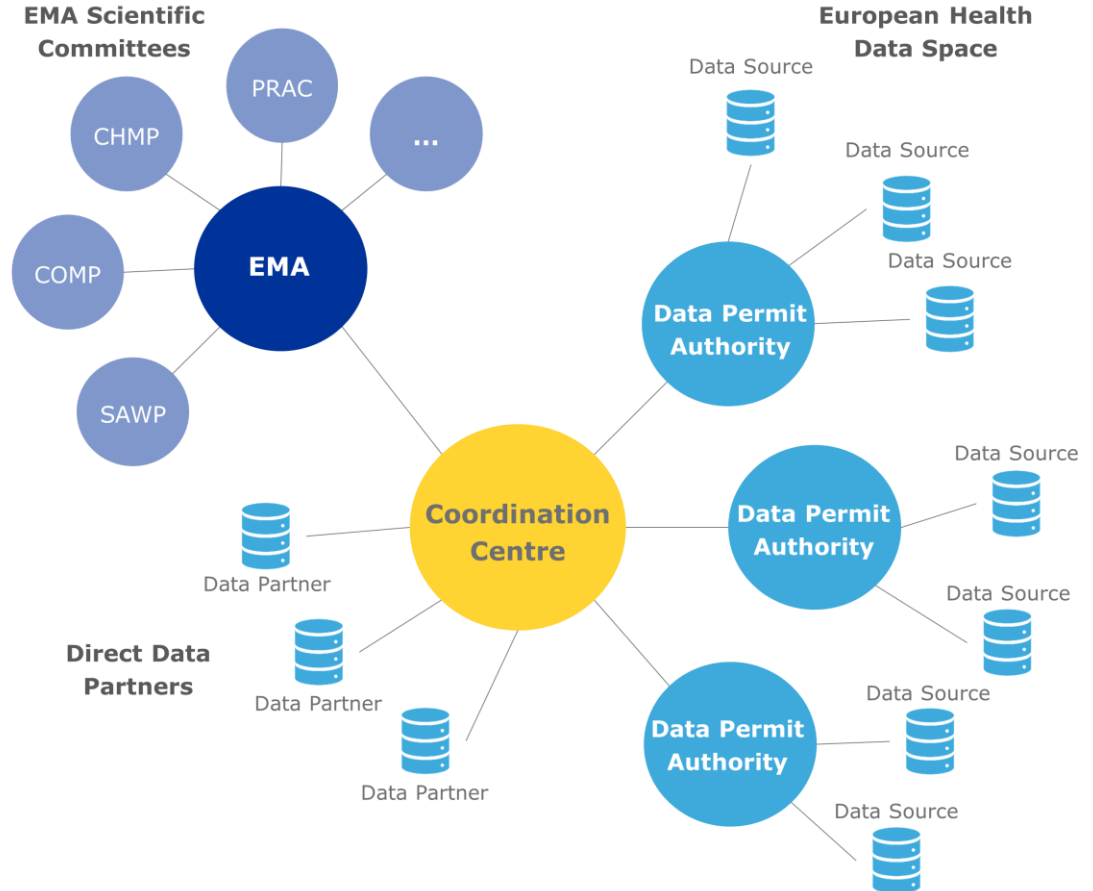 EMA Scientific
Committees
PRAC
CHMP
...
COMP
EMA
SAWP
European Health
Data Space
Data Source
Data Source
Data Source
Data Permit
Authority
Data Source
Data Permit
Authority
Data Source
Data Source
Data Permit
Authority
Data Source
Coordination
Centre
Data Partner
Direct Data
Partners
Data Partner
Data Partner